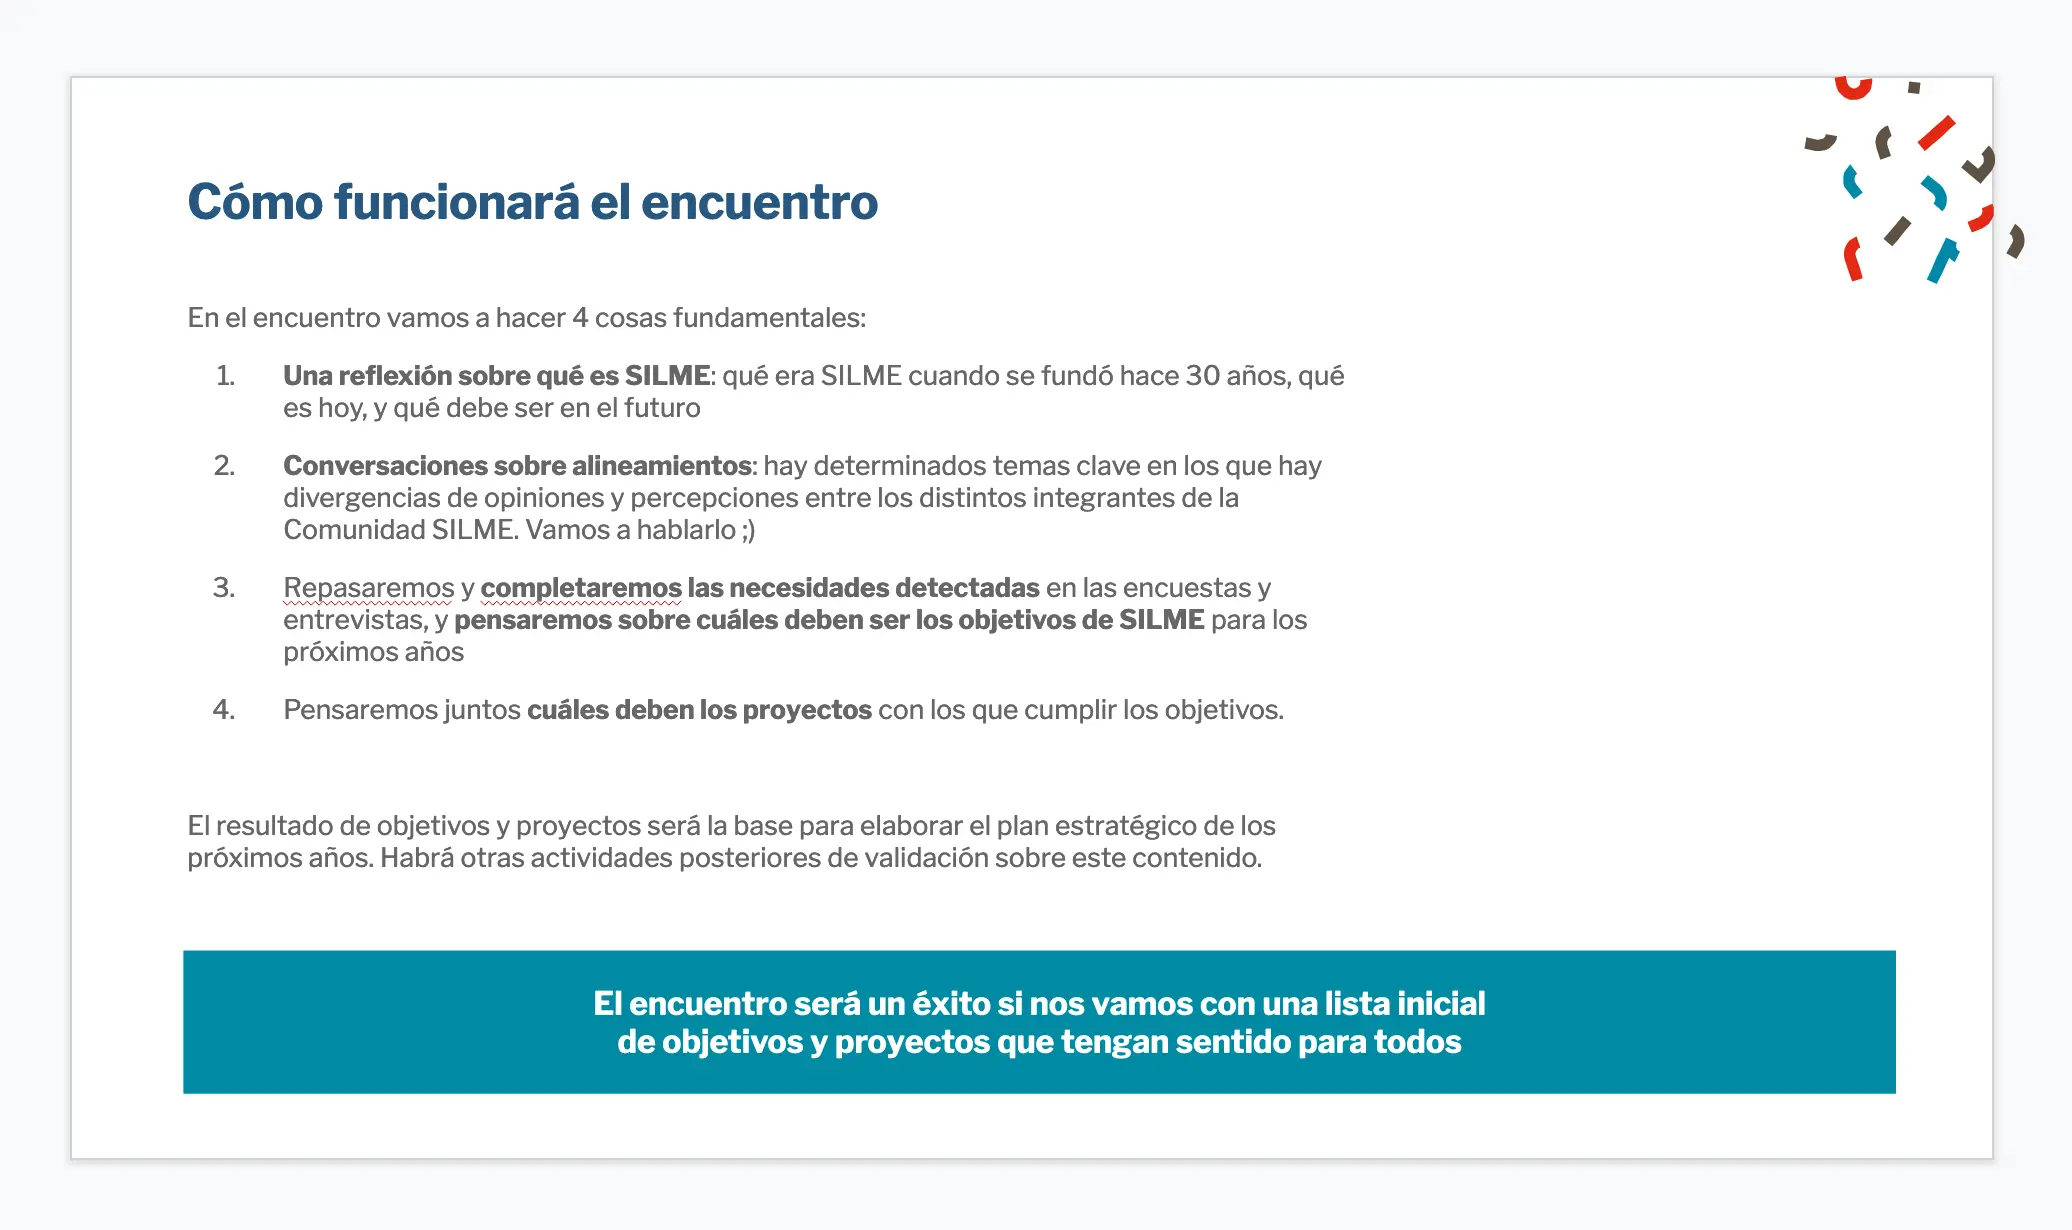 Cómo funcionará el encuentro
En el encuentro vamos a hacer 4 cosas fundamentales:
1. Una reflexión sobre qué es SILME: qué era SILME cuando se fundó hace 30 años, qué
es hoy, y qué debe ser en el futuro
2. Conversaciones sobre alineamientos: hay determinados temas clave en los que hay
divergencias de opiniones y percepciones entre los distintos integrantes de la
Comunidad SILME. Vamos a hablarlo ;)
3. Repasaremos y completaremos las necesidades detectadas en las encuestas y
entrevistas, y pensaremos sobre cuáles deben ser los objetivos de SILME para los
próximos años
4. Pensaremos juntos cuáles deben los proyectos con los que cumplir los objetivos.
El resultado de objetivos y proyectos será la base para elaborar el plan estratégico de los
próximos años. Habrá otras actividades posteriores de validación sobre este contenido.
El encuentro será un éxito si nos vamos con una lista inicial
de objetivos y proyectos que tengan sentido para todos